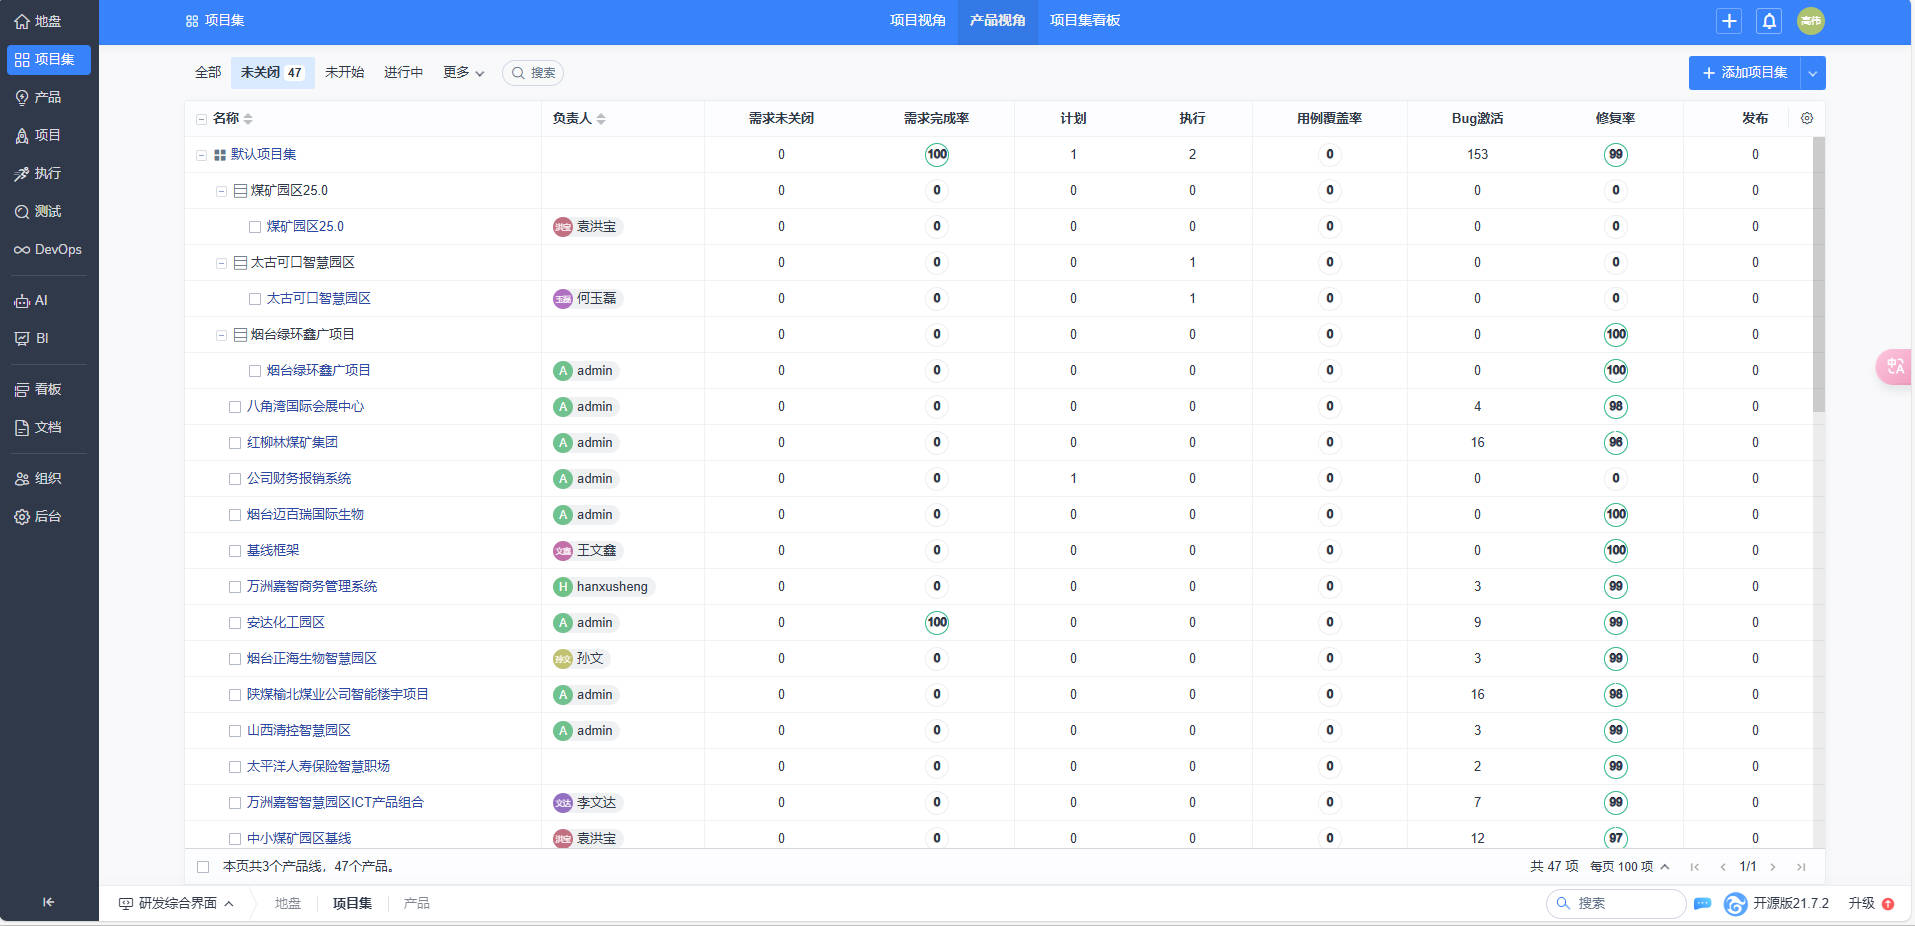 地盘
项目集
产品
项目
执行
测试
DevOps
AI
BI
看板
文档
组织
后台
项目集
项目视角 产品视角 项目集看板
高伟
全部 未关闭 47 未开始 进行中 更多 搜索
添加项目集
名称 负责人 需求未关闭 需求完成率 计划 执行 用例覆盖率 Bug激活 修复率 发布
默认项目集 0 100 1 2 0 153 99 0
煤矿园区25.0 0 0 0 0 0 0 0 0
煤矿园区25.0 洪宝 袁洪宝 0 0 0 0 0 0 0 0
太古可口智慧园区 0 0 0 1 0 0 0 0
太古可口智慧园区 玉磊 何玉磊 0 0 0 1 0 0 0 0
烟台绿环鑫广项目 0 0 0 0 0 0 100 0
烟台绿环鑫广项目 A admin 0 0 0 0 0 0 100 0
八角湾国际会展中心 A admin 0 0 0 0 0 4 98 0
红柳林煤矿集团 A admin 0 0 0 0 0 16 96 0
公司财务报销系统 A admin 0 0 1 0 0 0 0 0
烟台迈百瑞国际生物 A admin 0 0 0 0 0 0 100 0
基线框架 文鑫 王文鑫 0 0 0 0 0 0 100 0
万洲嘉智商务管理系统 H hanxusheng 0 0 0 0 0 3 99 0
安达化工园区 A admin 0 100 0 0 0 9 99 0
烟台正海生物智慧园区 孙文 孙文 0 0 0 0 0 3 99 0
陕煤榆北煤业公司智能楼宇项目 A admin 0 0 0 0 0 16 98 0
山西清控智慧园区 A admin 0 0 0 0 0 3 99 0
太平洋人寿保险智慧职场 0 0 0 0 0 2 99 0
万洲嘉智智慧园区ICT产品组合 文达 李文达 0 0 0 0 0 7 99 0
中小煤矿园区基线 洪宝 袁洪宝 0 0 0 0 0 12 97 0
本页共3个产品线，47个产品。 共 47 项 每页 100 项 1/1
研发综合界面 地盘 项目集 产品 搜索 开源版21.7.2 升级